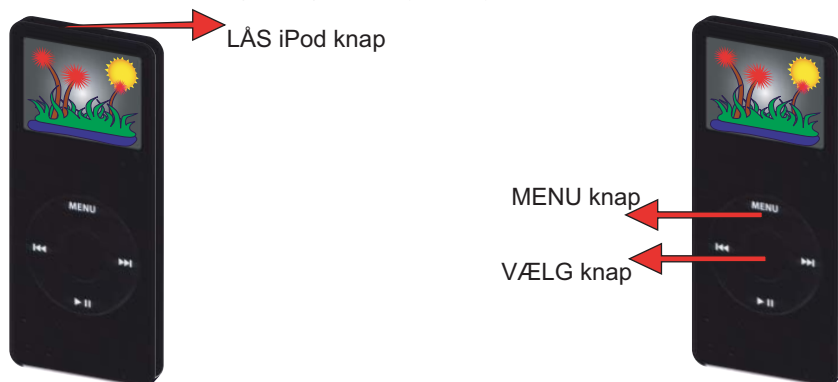 LÅS iPod knap
MENU
MENU knap
VÆLG knap
MENU